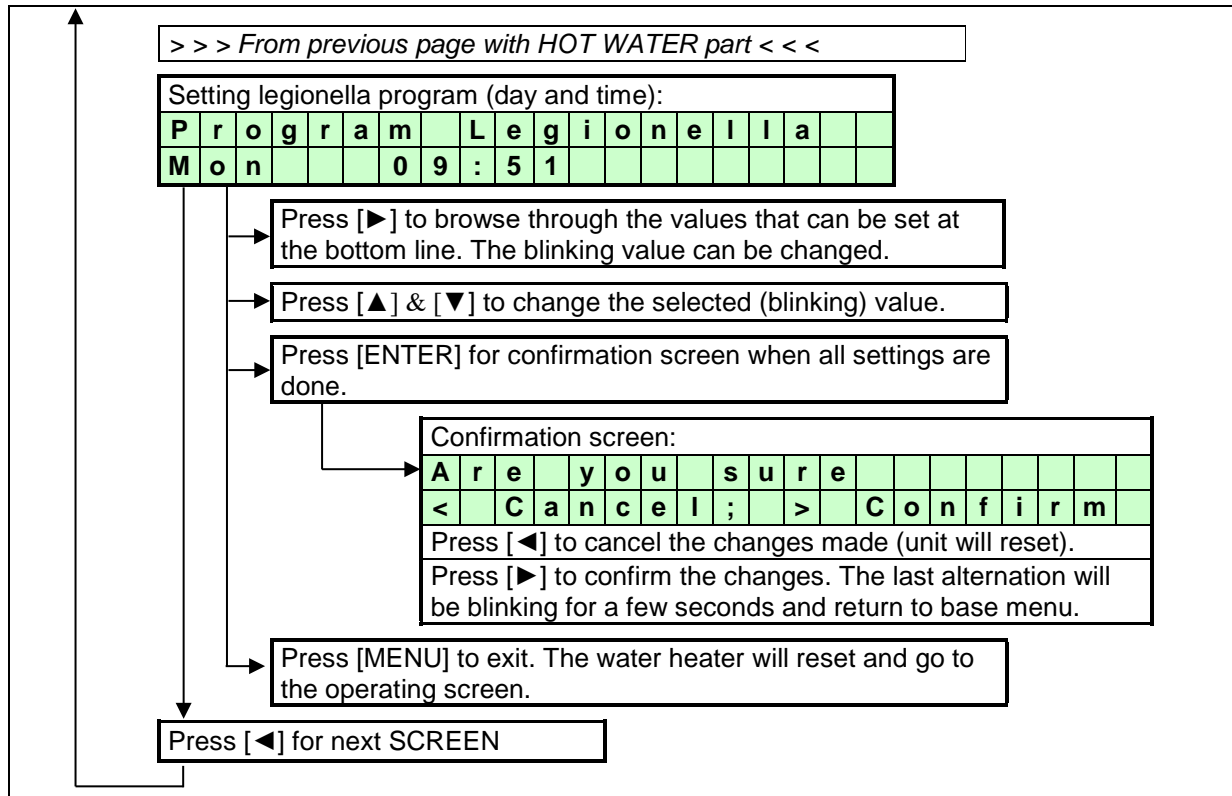 > > > From previous page with HOT WATER part < < <
Setting legionella program (day and time):
Program Legionella
Mon 09:51
Press [►] to browse through the values that can be set at
the bottom line. The blinking value can be changed.
Press [▲] & [▼] to change the selected (blinking) value.
Press [ENTER] for confirmation screen when all settings are
done.
Confirmation screen:
Are you sure
< Cancel; > Confirm
Press [◄] to cancel the changes made (unit will reset).
Press [►] to confirm the changes. The last alternation will
be blinking for a few seconds and return to base menu.
Press [MENU] to exit. The water heater will reset and go to
the operating screen.
Press [◄] for next SCREEN